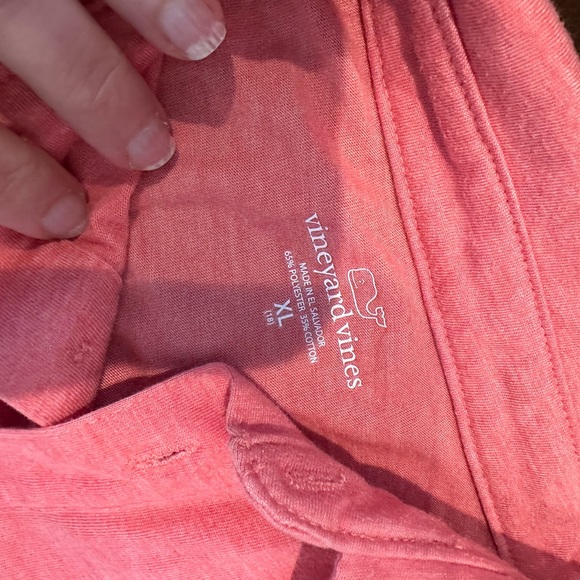 vineyard vines
MADE IN EL SALVADOR
65% POLYESTER 35% COTTON
XL
(18)